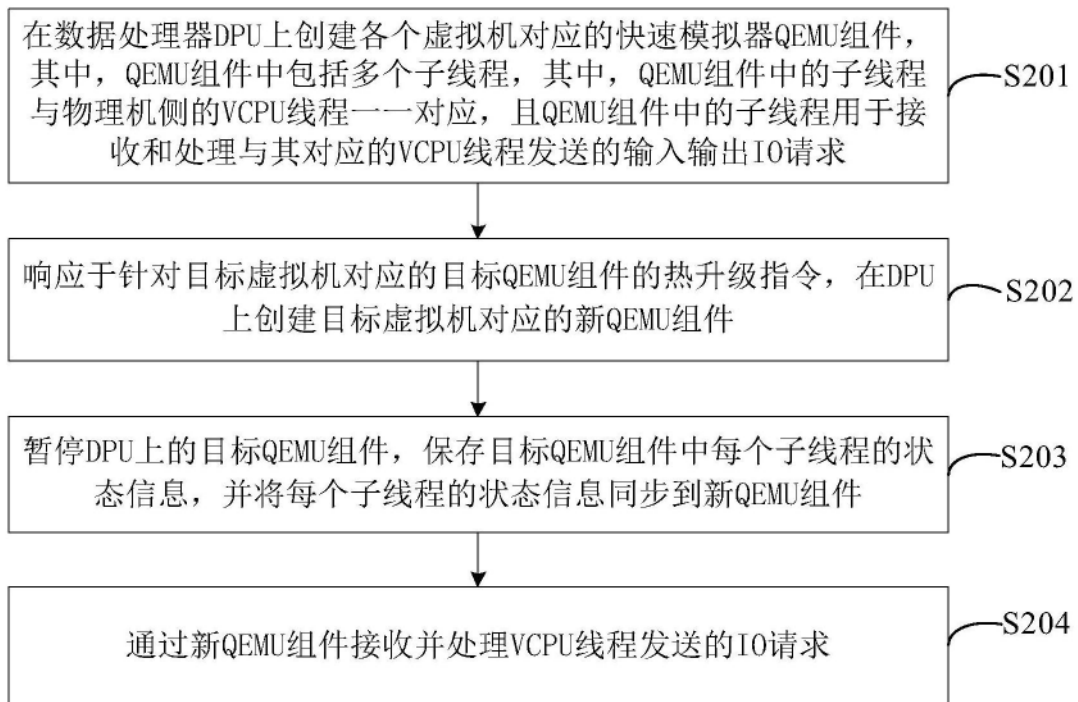 在数据处理器DPU上创建各个虚拟机对应的快速模拟器QEMU组件，
其中，QEMU组件中包括多个子线程，其中，QEMU组件中的子线程
与物理机侧的VCPU线程一一对应，且QEMU组件中的子线程用于接
收和处理与其对应的VCPU线程发送的输入输出IO请求
S201
响应于针对目标虚拟机对应的目标QEMU组件的热升级指令，在DPU
上创建目标虚拟机对应的新QEMU组件
S202
暂停DPU上的目标QEMU组件，保存目标QEMU组件中每个子线程的状
态信息，并将每个子线程的状态信息同步到新QEMU组件
S203
通过新QEMU组件接收并处理VCPU线程发送的IO请求
S204